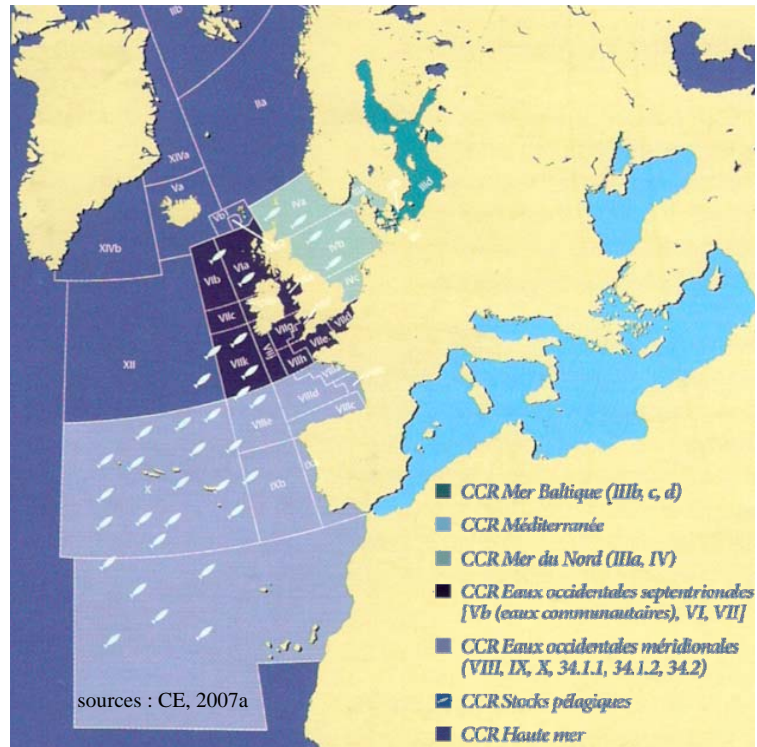 IIb
IIa
XIVa
Va
Vb
IVa
IIId
XIVb
VIb
VIa
IVb
IVc
VIIc
XII
VIIg
VIId
VIIk
VIIj
VIIh
VIIe
VIIId
VIIIe
VIIIc
X
IXb
CCR Mer Baltique (IIIb, c, d)
CCR Méditerranée
CCR Mer du Nord (IIIa, IV)
CCR Eaux occidentales septentrionales
[Vb (eaux communautaires), VI, VII]
CCR Eaux occidentales méridionales
(VIII, IX, X, 34.1.1, 34.1.2, 34.2)
sources : CE, 2007a
CCR Stocks pélagiques
CCR Haute mer